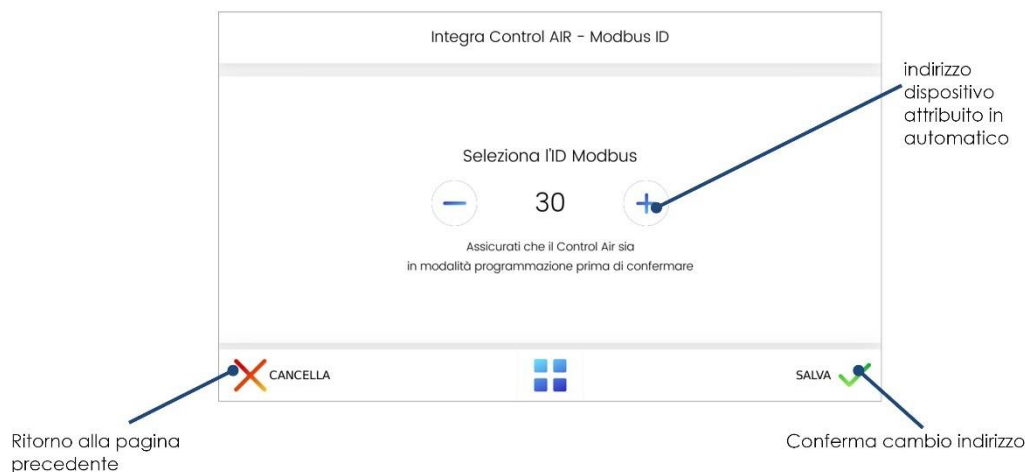 Integra Control AIR - Modbus ID
indirizzo
dispositivo
attribuito in
automatico
Seleziona l'ID Modbus
30
Assicurati che il Control Air sia
in modalità programmazione prima di confermare
CANCELLA
SALVA
Ritorno alla pagina
precedente
Conferma cambio indirizzo